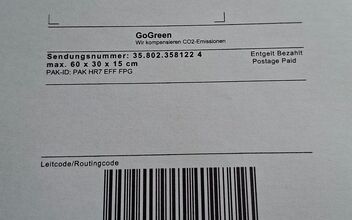 GoGreen
Wir kompensieren CO2-Emissionen
Sendungsnummer: 35.802.358122 4
Entgelt Bezahlt
max. 60 x 30 x 15 cm
Postage Paid
PAK-ID: PAK HR7 EFF FPG
Leitcode/Routingcode